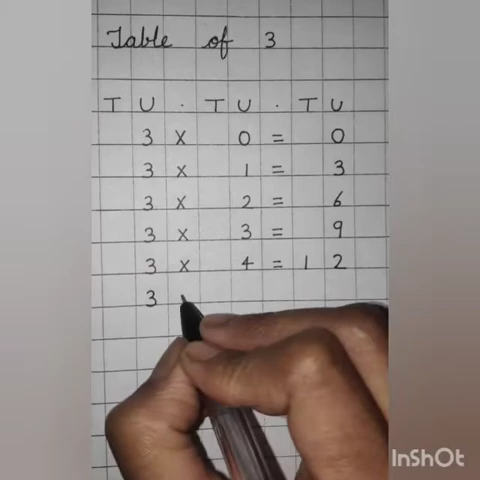 Table of 3
T U . T U . T U
3 x 0 = 0
3 x 1 = 3
3 x 2 = 6
3 x 3 = 9
3 x 4 = 1 2
3
InShOt